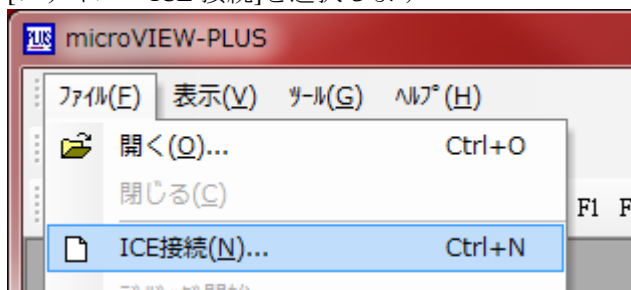 microVIEW-PLUS
ﾌｧｲﾙ(F) 表示(V) ﾂｰﾙ(G) ﾍﾙﾌﾟ(H)
開く(O)... Ctrl+O
閉じる(C)
F1
ICE接続(N)... Ctrl+N